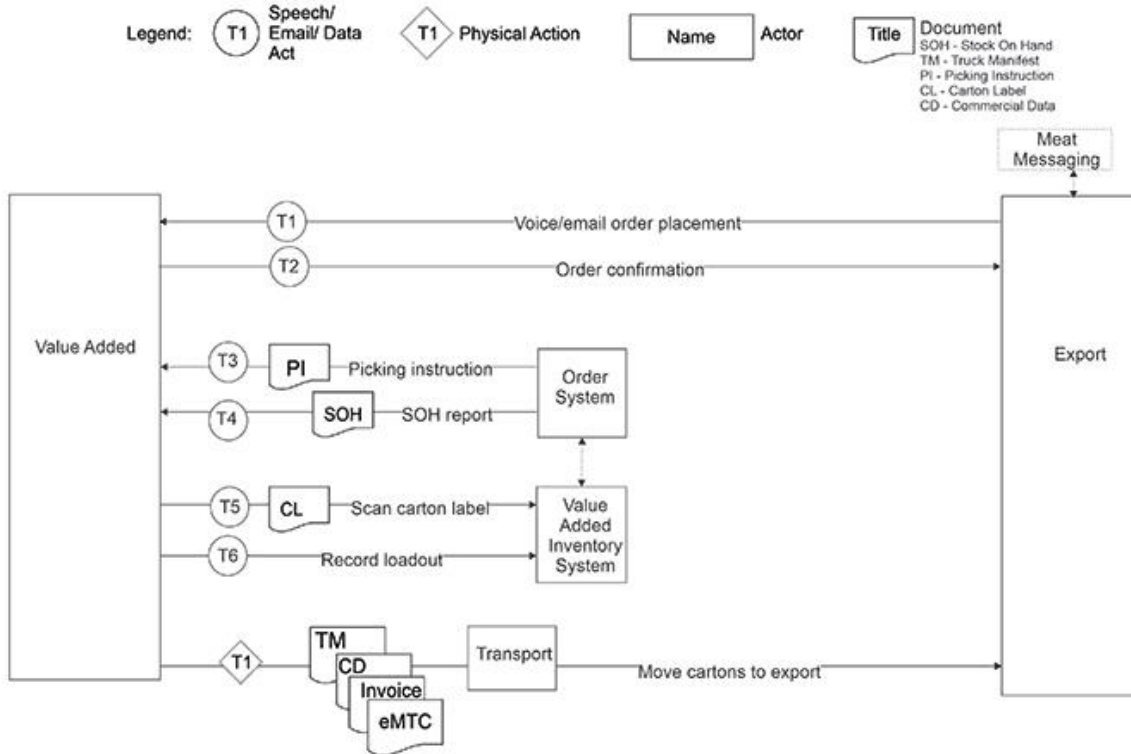 Legend:
T1
Speech/
Email/ Data
Act
T1
Physical Action
Name
Actor
Title
Document
SOH - Stock On Hand
TM - Truck Manifest
PI - Picking Instruction
CL - Carton Label
CD - Commercial Data
Meat
Messaging
T1
Voice/email order placement
T2
Order confirmation
Value Added
Export
T3
PI
Picking instruction
Order
System
T4
SOH
SOH report
T5
CL
Scan carton label
Value
Added
Inventory
System
T6
Record loadout
T1
TM
CD
Invoice
eMTC
Transport
Move cartons to export